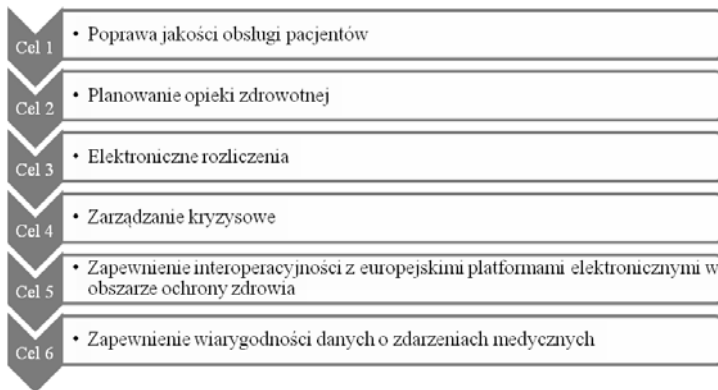 Cel 1
• Poprawa jakości obsługi pacjentów
Cel 2
• Planowanie opieki zdrowotnej
Cel 3
• Elektroniczne rozliczenia
Cel 4
• Zarządzanie kryzysowe
Cel 5
• Zapewnienie interoperacyjności z europejskimi platformami elektronicznymi w
obszarze ochrony zdrowia
Cel 6
• Zapewnienie wiarygodności danych o zdarzeniach medycznych